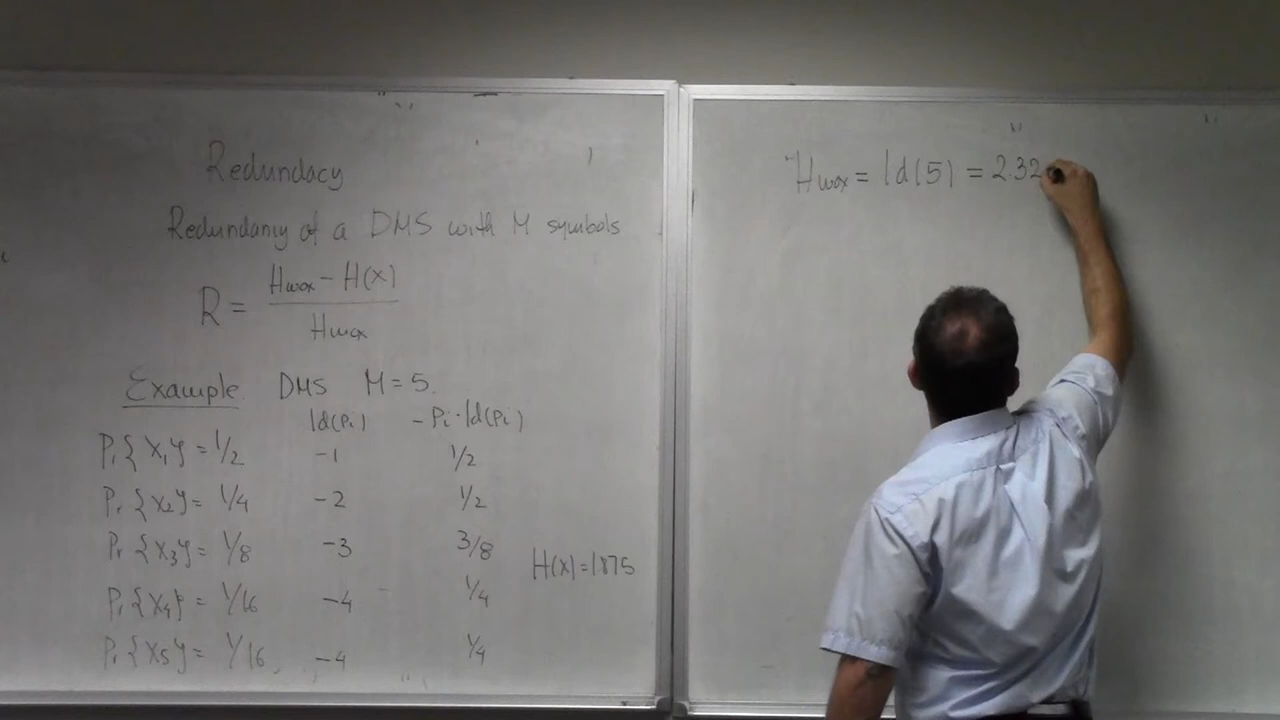 Redundacy
Redundancy of a DMS with M symbols
R = Hmax - H(X) / Hmax
Example DMS M = 5.
ld(Pi) -Pi·ld(Pi)
Pr{X1} = 1/2 -1 1/2
Pr{X2} = 1/4 -2 1/2
Pr{X3} = 1/8 -3 3/8
Pr{X4} = 1/16 -4 1/4
Pr{X5} = 1/16 -4 1/4
H(X) = 1.875
Hmax = ld(5) = 2.32